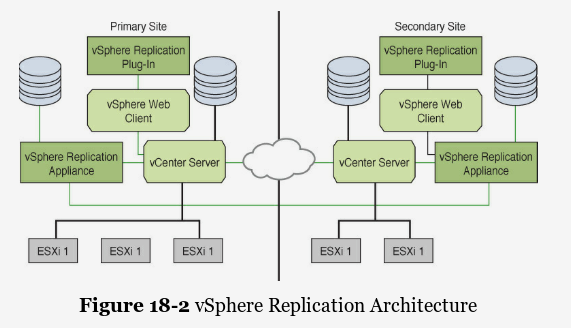 Primary Site
Secondary Site
vSphere Replication
Plug-In
vSphere Replication
Plug-In
vSphere Web
Client
vSphere Web
Client
vSphere Replication
Appliance
vCenter Server
vCenter Server
vSphere Replication
Appliance
ESXi 1
ESXi 1
ESXi 1
ESXi 1
ESXi 1
Figure 18-2 vSphere Replication Architecture